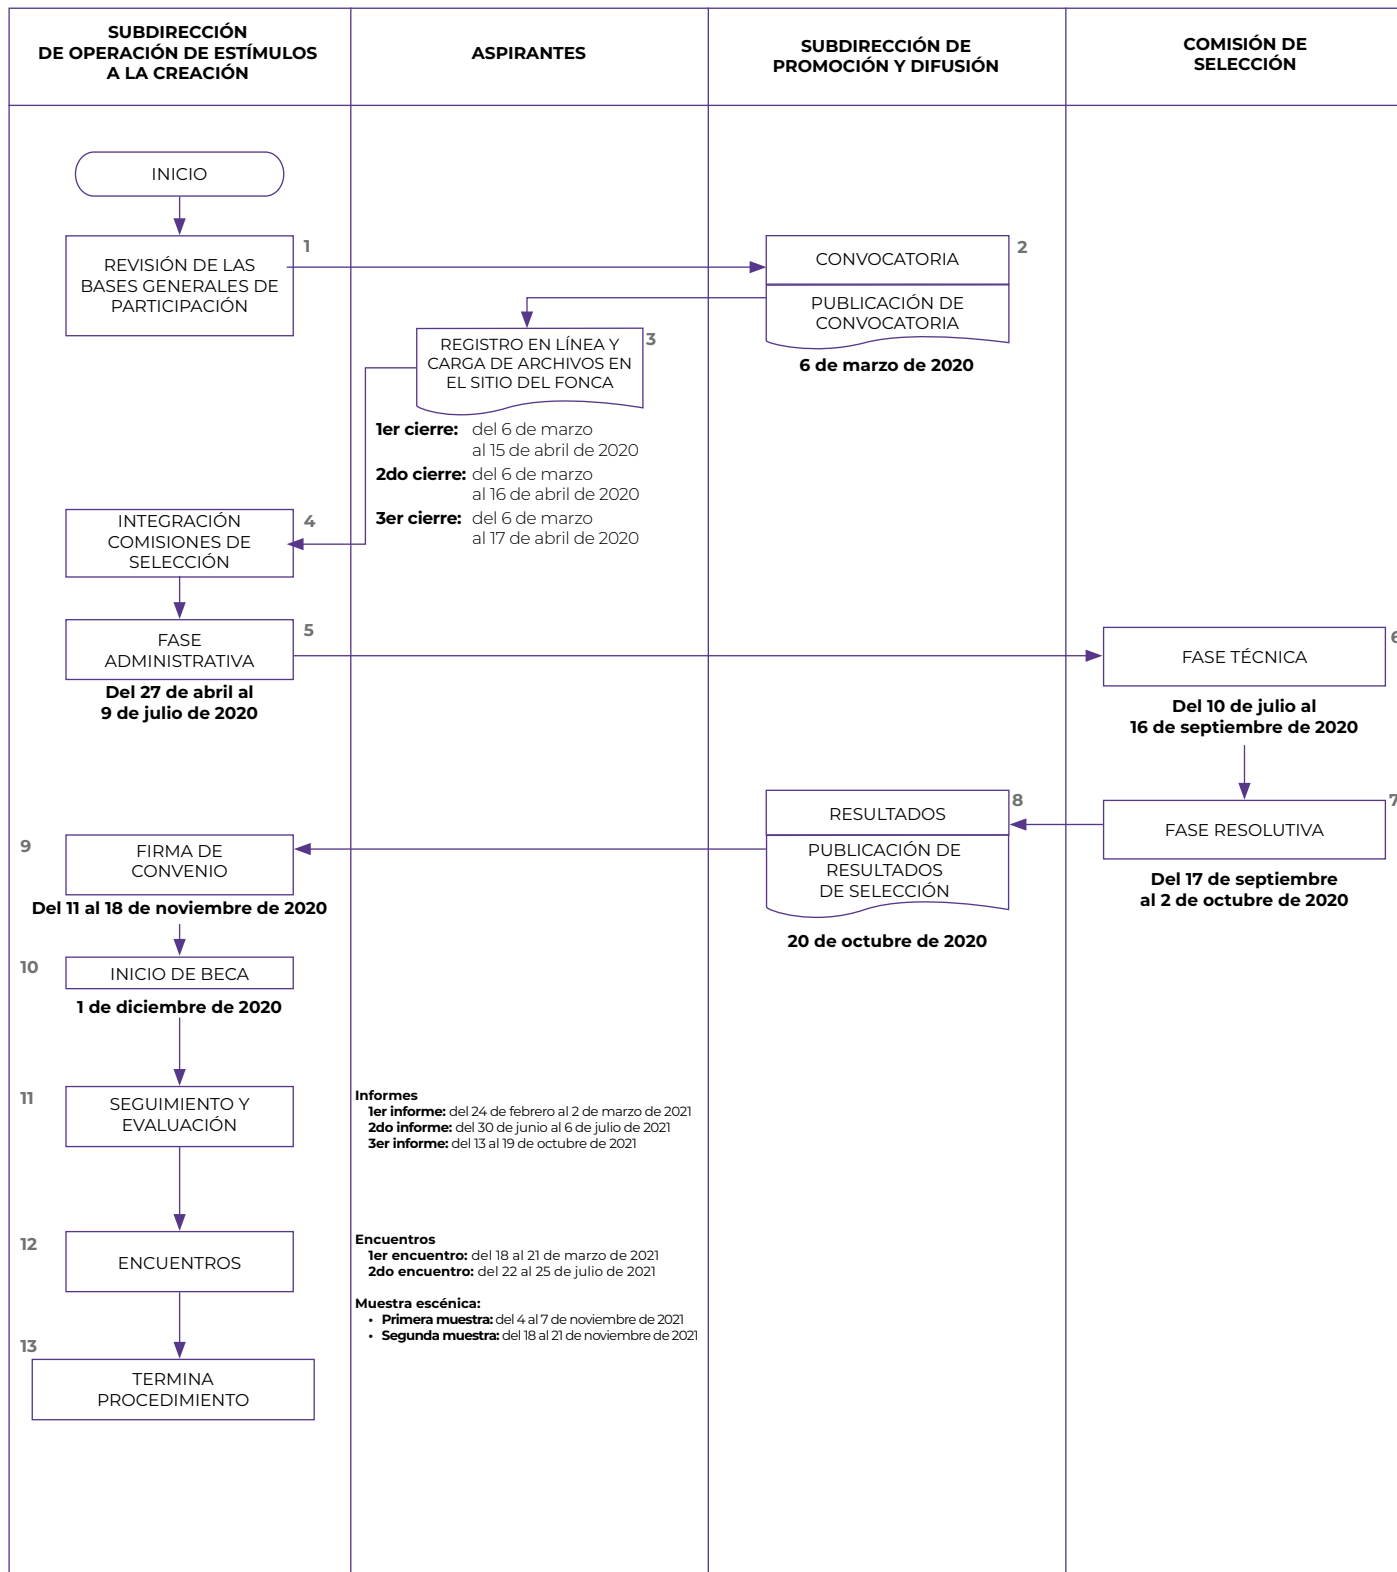 SUBDIRECCIÓN
DE OPERACIÓN DE ESTÍMULOS
A LA CREACIÓN
ASPIRANTES
SUBDIRECCIÓN DE
PROMOCIÓN Y DIFUSIÓN
COMISIÓN DE
SELECCIÓN
INICIO
1
REVISIÓN DE LAS
BASES GENERALES DE
PARTICIPACIÓN
2
CONVOCATORIA
PUBLICACIÓN DE
CONVOCATORIA
6 de marzo de 2020
3
REGISTRO EN LÍNEA Y
CARGA DE ARCHIVOS EN
EL SITIO DEL FONCA
1er cierre: del 6 de marzo
al 15 de abril de 2020
2do cierre: del 6 de marzo
al 16 de abril de 2020
3er cierre: del 6 de marzo
al 17 de abril de 2020
4
INTEGRACIÓN
COMISIONES DE
SELECCIÓN
5
FASE
ADMINISTRATIVA
Del 27 de abril al
9 de julio de 2020
6
FASE TÉCNICA
Del 10 de julio al
16 de septiembre de 2020
7
FASE RESOLUTIVA
Del 17 de septiembre
al 2 de octubre de 2020
8
RESULTADOS
PUBLICACIÓN DE
RESULTADOS
DE SELECCIÓN
20 de octubre de 2020
9
FIRMA DE
CONVENIO
Del 11 al 18 de noviembre de 2020
10
INICIO DE BECA
1 de diciembre de 2020
11
SEGUIMIENTO Y
EVALUACIÓN
Informes
1er informe: del 24 de febrero al 2 de marzo de 2021
2do informe: del 30 de junio al 6 de julio de 2021
3er informe: del 13 al 19 de octubre de 2021
12
ENCUENTROS
Encuentros
1er encuentro: del 18 al 21 de marzo de 2021
2do encuentro: del 22 al 25 de julio de 2021
Muestra escénica:
• Primera muestra: del 4 al 7 de noviembre de 2021
• Segunda muestra: del 18 al 21 de noviembre de 2021
13
TERMINA
PROCEDIMIENTO